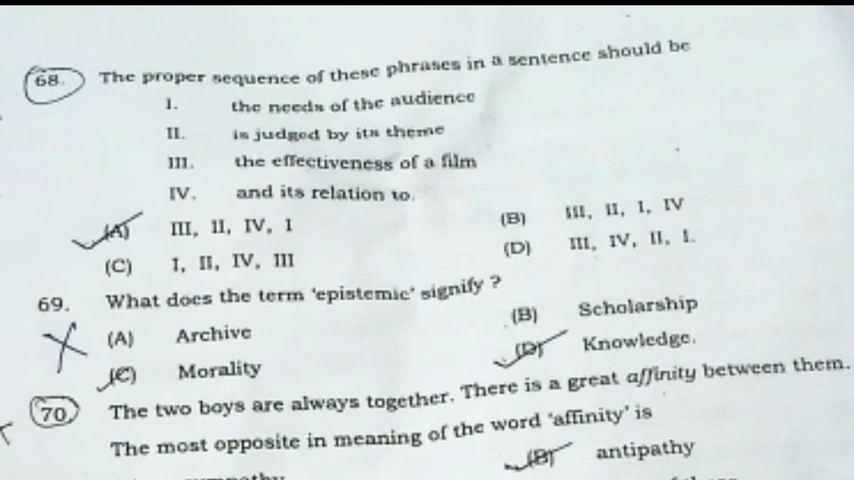 68. The proper sequence of these phrases in a sentence should be
I. the needs of the audience
II. is judged by its theme
III. the effectiveness of a film
IV. and its relation to.
(A) III, II, IV, I (B) III, II, I, IV
(C) I, II, IV, III (D) III, IV, II, I.
69. What does the term 'epistemic' signify ?
(A) Archive (B) Scholarship
(C) Morality (D) Knowledge.
70 The two boys are always together. There is a great affinity between them.
The most opposite in meaning of the word 'affinity' is
(B) antipathy